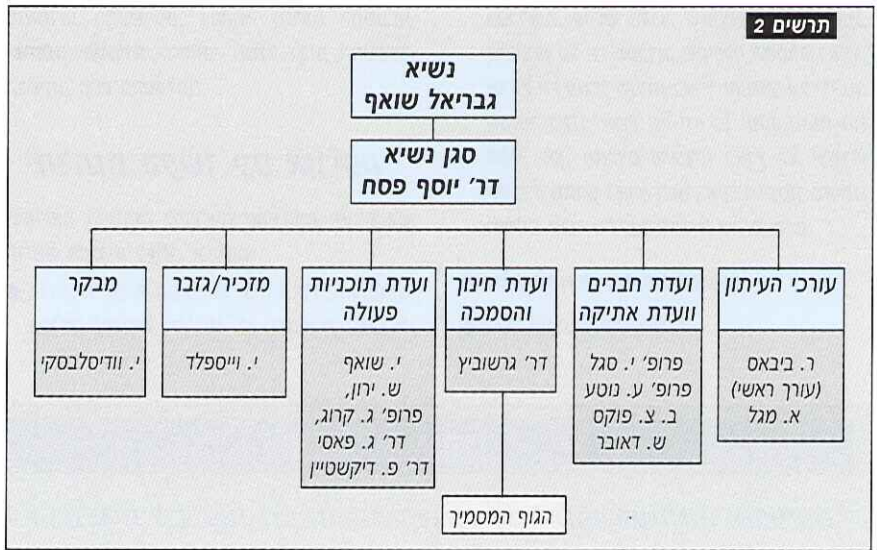 תרשים 2
נשיא
גבריאל שואף
סגן נשיא
דר' יוסף פסח
עורכי העיתון
ר. ביבאס
(עורך ראשי)
א. מגל
ועדת חברים
וועדת אתיקה
פרופ' י. סגל
פרופ' ע. נוטע
ב. צ. פוקס
ש. דאובר
ועדת חינוך
והסמכה
דר' גרשוביץ
הגוף המסמיך
ועדת תוכניות
פעולה
י. שואף
ש. ירון,
פרופ' ג. קרוג,
דר' ג. פאסי
דר' פ. דיקשטיין
מזכיר/גזבר
י. וייספלד
מבקר
י. וודיסלבסקי